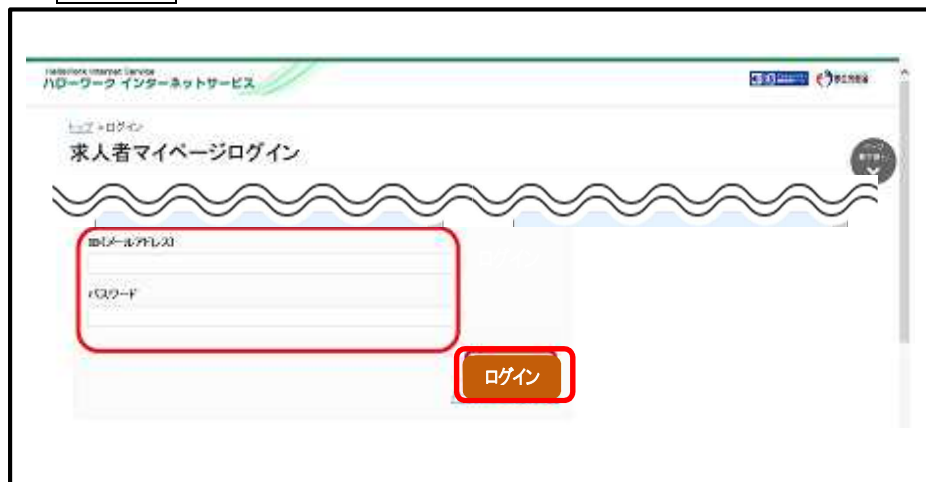 HelloWork Internet Service
ハローワーク インターネットサービス
トップ > ログイン
求人者マイページログイン
ID(メールアドレス)
パスワード
ログイン